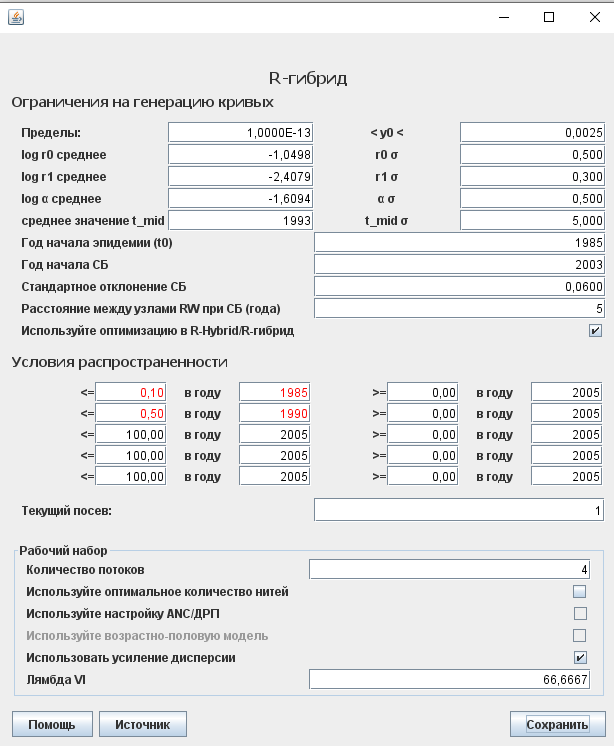 R-гибрид
Ограничения на генерацию кривых
Пределы: 1,0000E-13 < y0 < 0,0025
log r0 среднее -1,0498 r0 σ 0,500
log r1 среднее -2,4079 r1 σ 0,300
log α среднее -1,6094 α σ 0,500
среднее значение t_mid 1993 t_mid σ 5,000
Год начала эпидемии (t0) 1985
Год начала СБ 2003
Стандартное отклонение СБ 0,0600
Расстояние между узлами RW при СБ (года) 5
Используйте оптимизацию в R-Hybrid/R-гибрид
Условия распространенности
<= 0,10 в году 1985 >= 0,00 в году 2005
<= 0,50 в году 1990 >= 0,00 в году 2005
<= 100,00 в году 2005 >= 0,00 в году 2005
<= 100,00 в году 2005 >= 0,00 в году 2005
<= 100,00 в году 2005 >= 0,00 в году 2005
Текущий посев: 1
Рабочий набор
Количество потоков 4
Используйте оптимальное количество нитей
Используйте настройку ANC/ДРП
Используйте возрастно-половую модель
Использовать усиление дисперсии
Лямбда VI 66,6667
Помощь Источник Сохранить